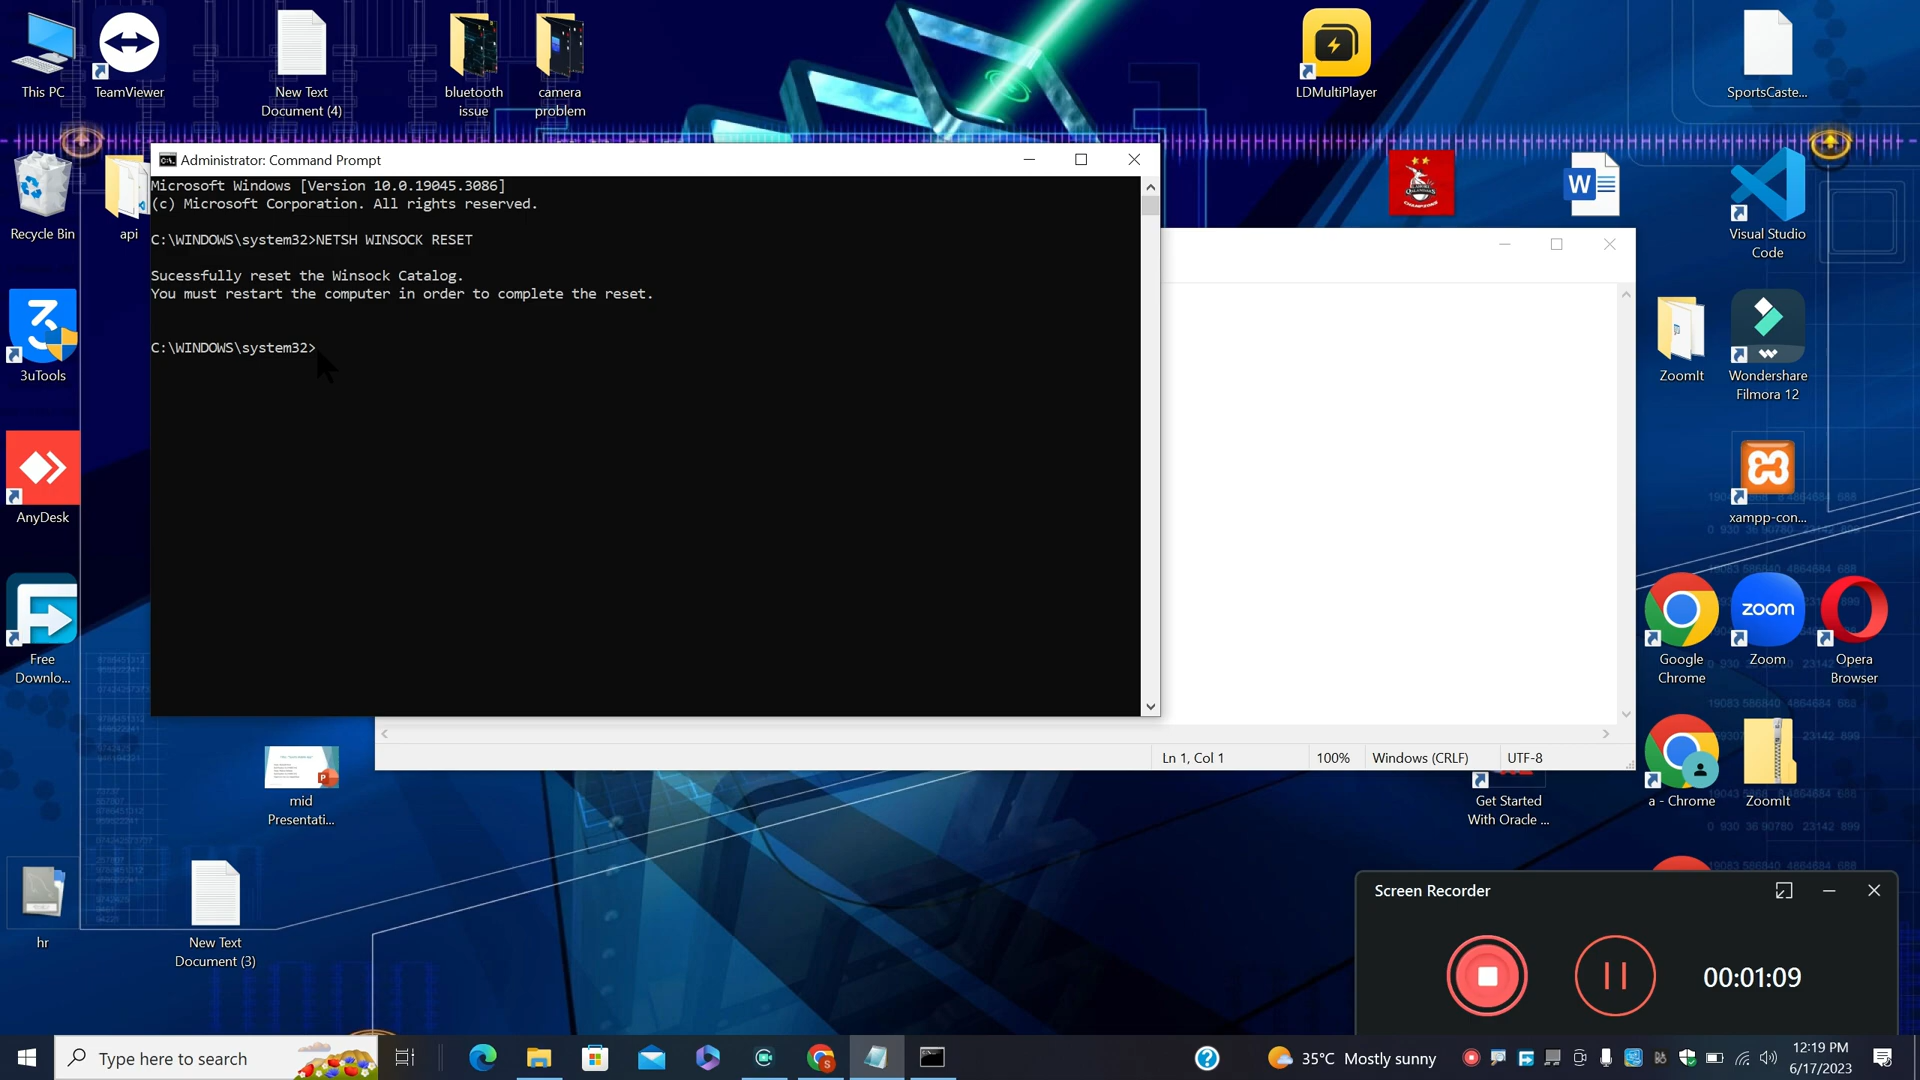 This PC
TeamViewer
New Text
Document (4)
bluetooth
issue
camera
problem
LDMultiPlayer
SportsCaste...
Administrator: Command Prompt
Microsoft Windows [Version 10.0.19045.3086]
(c) Microsoft Corporation. All rights reserved.
C:\WINDOWS\system32>NETSH WINSOCK RESET
Sucessfully reset the Winsock Catalog.
You must restart the computer in order to complete the reset.
C:\WINDOWS\system32>
Recycle Bin
api
Visual Studio
Code
3uTools
ZoomIt
Wondershare
Filmora 12
AnyDesk
xampp-con...
Free
Downlo...
Google
Chrome
zoom
Zoom
Opera
Browser
Ln 1, Col 1
100%
Windows (CRLF)
UTF-8
mid
Presentati...
Get Started
With Oracle ...
a - Chrome
ZoomIt
hr
New Text
Document (3)
Screen Recorder
00:01:09
Type here to search
35°C Mostly sunny
12:19 PM
6/17/2023